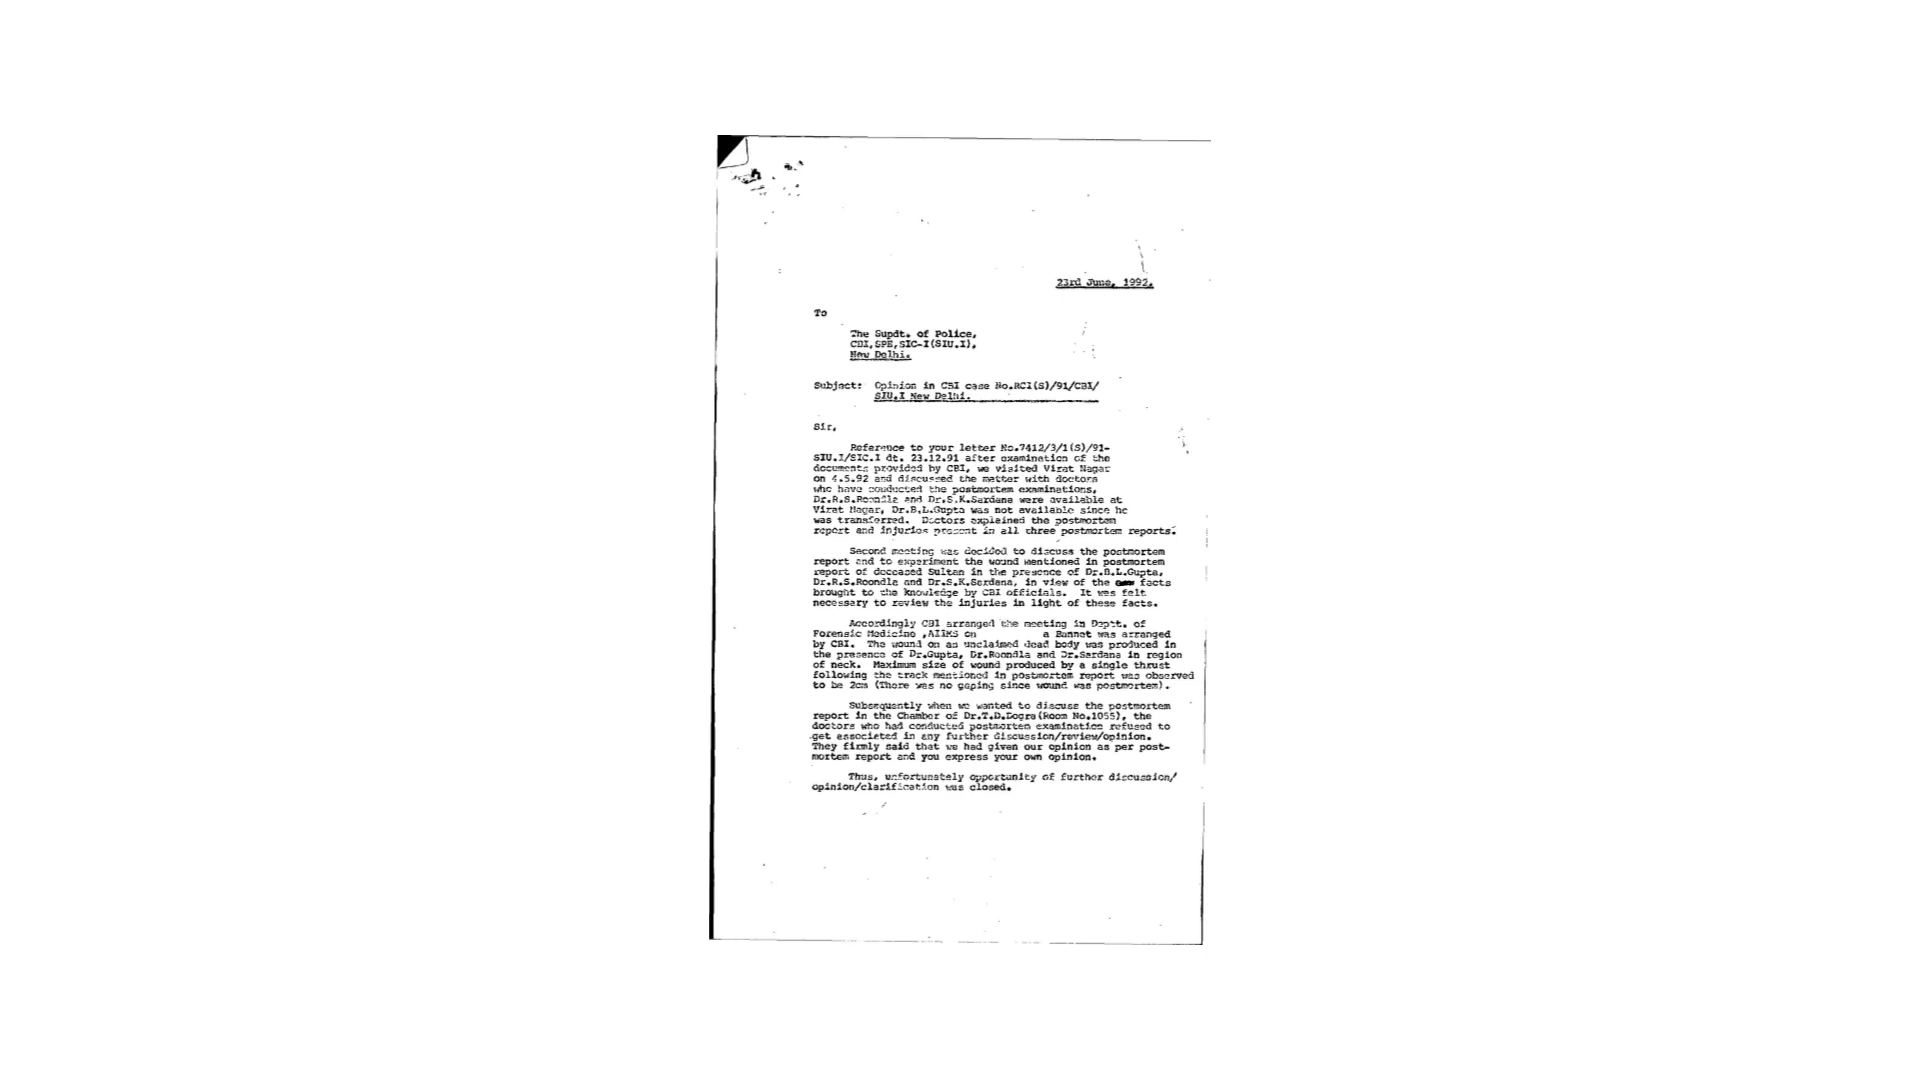 23rd June, 1992.
To
The Supdt. of Police,
CBI,SPE,SIC-I(SIU.I),
New Delhi.
Subject: Opinion in CBI case No.RCI(S)/91/CBI/
SIU.I New Delhi.
Sir,
Reference to your letter No.7412/3/1(S)/91-
SIU.I/SIC.I dt. 23.12.91 after examination of the
documents provided by CBI, we visited Virat Nagar
on 4.5.92 and discussed the matter with doctors
who have conducted the postmortem examinations.
Dr.R.S.Roondla and Dr.S.K.Sardana were available at
Virat Nagar, Dr.B.L.Gupta was not available since he
was transferred. Doctors explained the postmortem
report and injuries present in all three postmortem reports.
Second meeting was decided to discuss the postmortem
report and to experiment the wound mentioned in postmortem
report of deceased Sultan in the presence of Dr.B.L.Gupta,
Dr.R.S.Roondla and Dr.S.K.Sardana, in view of the facts
brought to the knowledge by CBI officials. It was felt
necessary to review the injuries in light of these facts.
Accordingly CBI arranged the meeting in Deptt. of
Forensic Medicine ,AIIMS on a Bannet was arranged
by CBI. The wound on as unclaimed dead body was produced in
the presence of Dr.Gupta, Dr.Roondla and Dr.Sardana in region
of neck. Maximum size of wound produced by a single thrust
following the track mentioned in postmortem report was observed
to be 2cms (There was no gaping since wound was postmortem).
Subsequently when we wanted to discuss the postmortem
report in the Chamber of Dr.T.D.Dogra(Room No.1055), the
doctors who had conducted postmortem examination refused to
get associated in any further discussion/review/opinion.
They firmly said that we had given our opinion as per post-
mortem report and you express your own opinion.
Thus, unfortunately opportunity of further discussion/
opinion/clarification was closed.